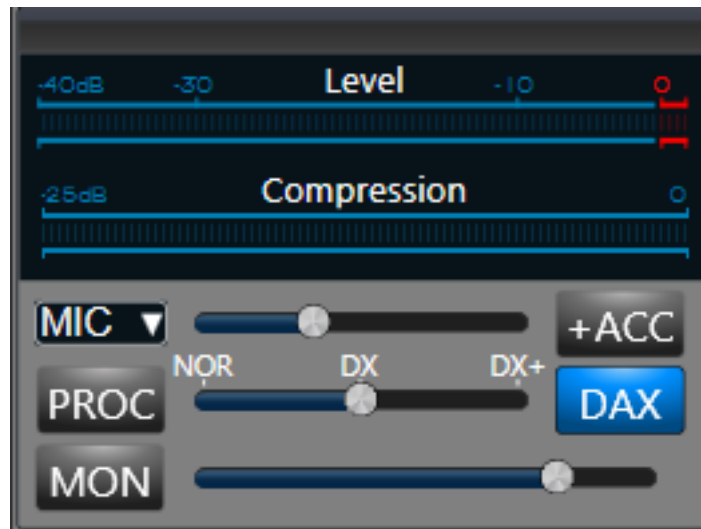 -40dB -30 Level -10 0
-25dB Compression 0
MIC ▼ +ACC
NOR DX DX+
PROC DAX
MON